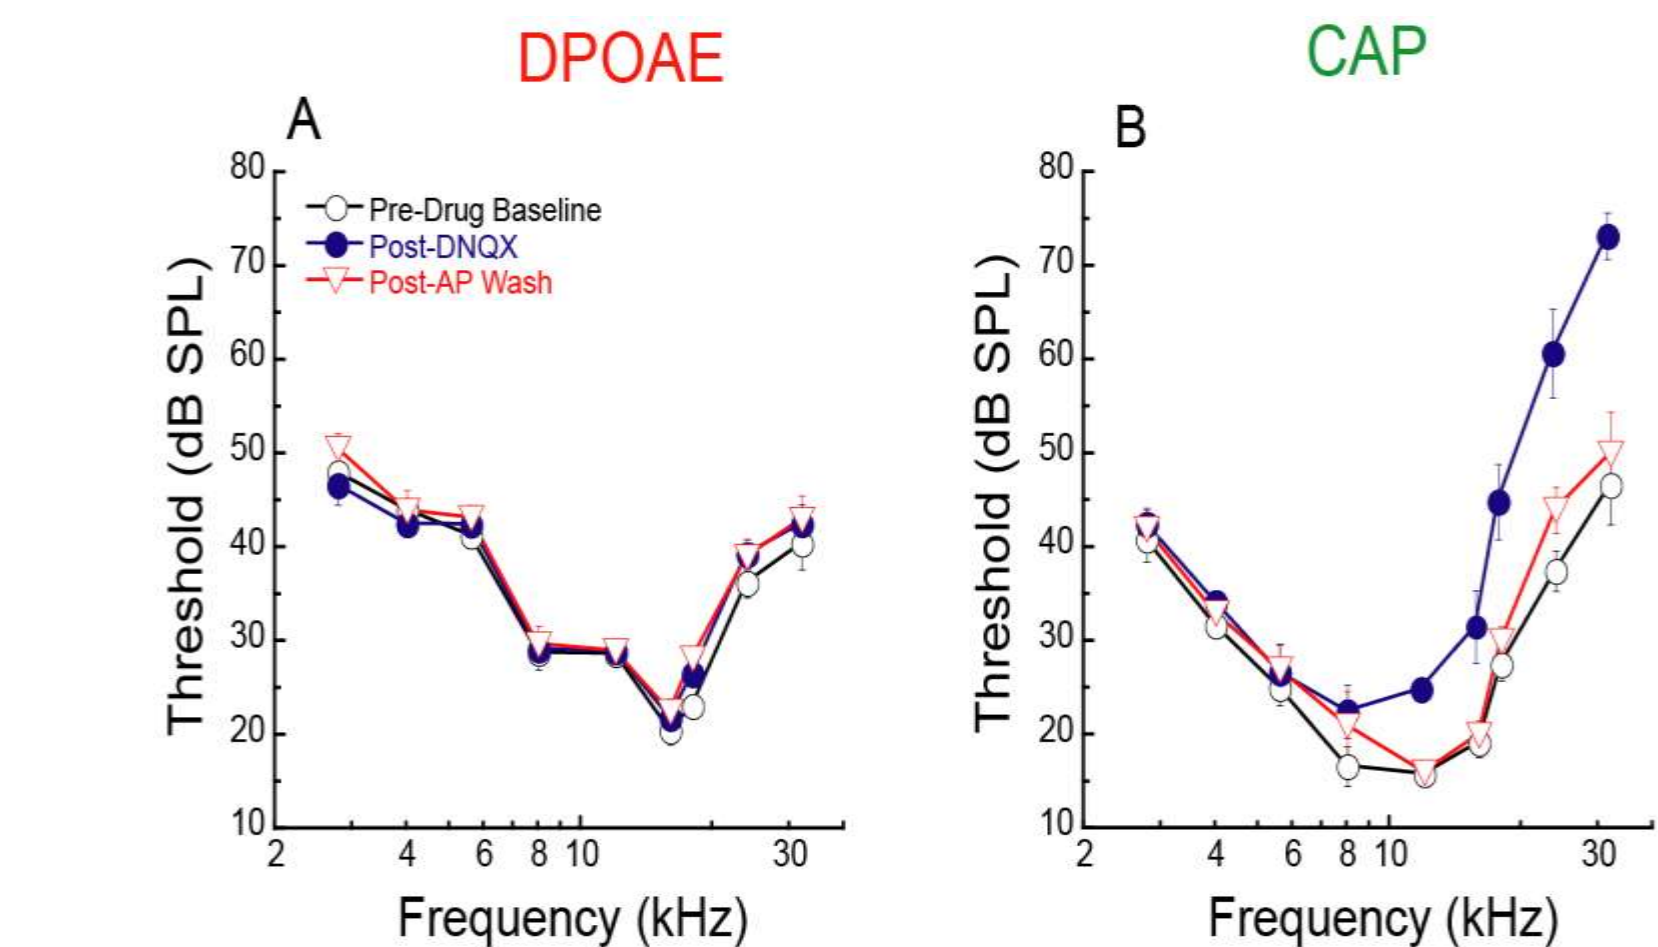 DPOAE
CAP
A
B
80
70
60
50
40
30
20
10
Threshold (dB SPL)
Pre-Drug Baseline
Post-DNQX
Post-AP Wash
2 4 6 8 10 30
Frequency (kHz)
80
70
60
50
40
30
20
10
Threshold (dB SPL)
2 4 6 8 10 30
Frequency (kHz)